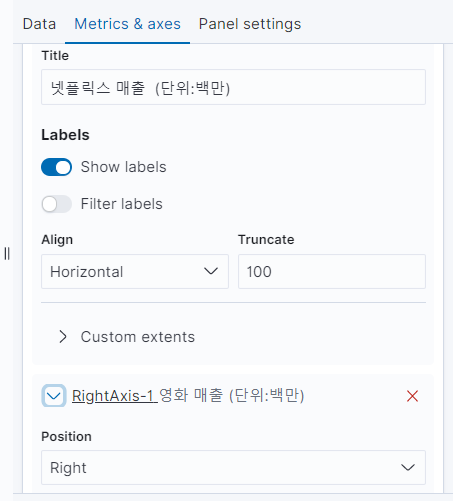 Data Metrics & axes Panel settings
Title
넷플릭스 매출 (단위:백만)
Labels
Show labels
Filter labels
Align Truncate
Horizontal 100
Custom extents
RightAxis-1 영화 매출 (단위:백만)
Position
Right